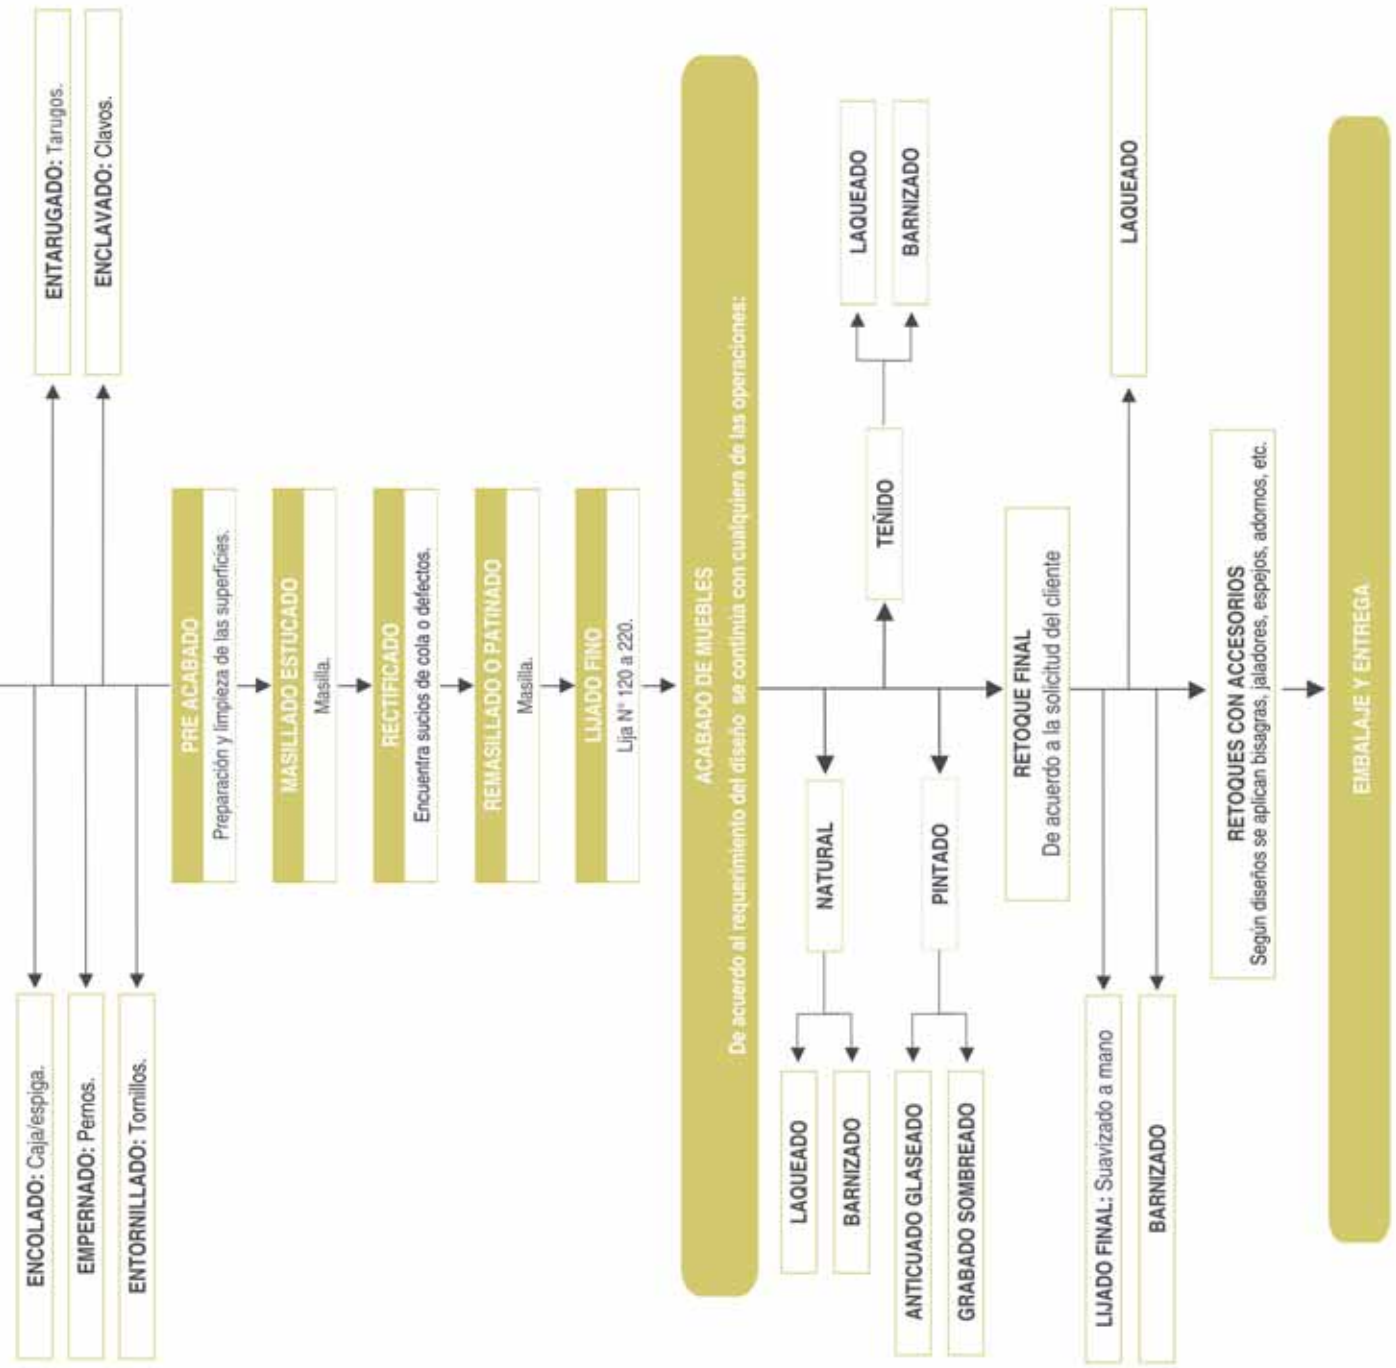 ENCOLADO: Caja/espiga.
ENTARUGADO: Tarugos.
EMPERNADO: Pernos.
ENCLAVADO: Clavos.
ENTORNILLADO: Tornillos.
PRE ACABADO
Preparación y limpieza de las superficies.
MASILLADO ESTUCADO
Masilla.
RECTIFICADO
Encuentra sucios de cola o defectos.
REMASILLADO O PATINADO
Masilla.
LIJADO FINO
Lija N° 120 a 220.
ACABADO DE MUEBLES
De acuerdo al requerimiento del diseño se continúa con cualquiera de las operaciones:
NATURAL
LAQUEADO
BARNIZADO
TEÑIDO
LAQUEADO
BARNIZADO
PINTADO
ANTICUADO GLASEADO
GRABADO SOMBREADO
RETOQUE FINAL
De acuerdo a la solicitud del cliente
LIJADO FINAL: Suavizado a mano
LAQUEADO
BARNIZADO
RETOQUES CON ACCESORIOS
Según diseños se aplican bisagras, jaladores, espejos, adornos, etc.
EMBALAJE Y ENTREGA